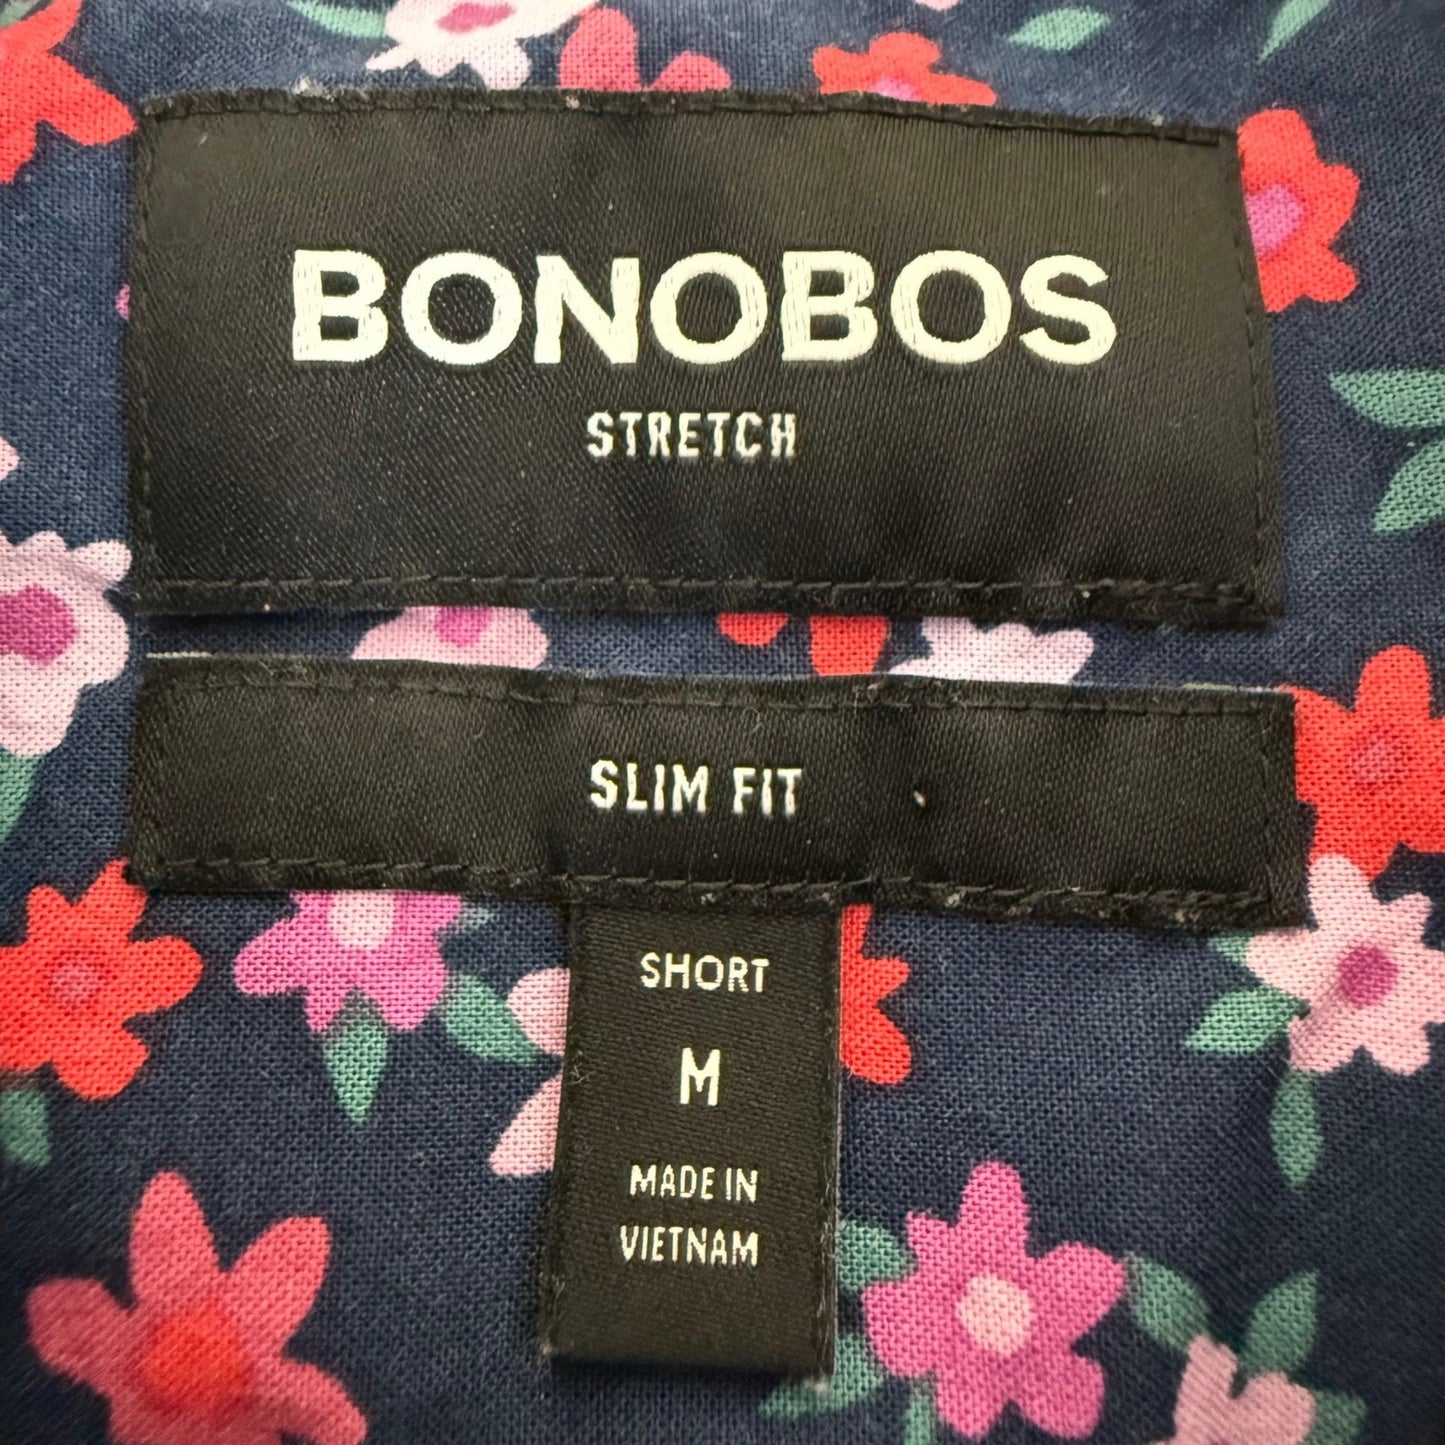 BONOBOS
STRETCH
SLIM FIT
SHORT
M
MADE IN
VIETNAM